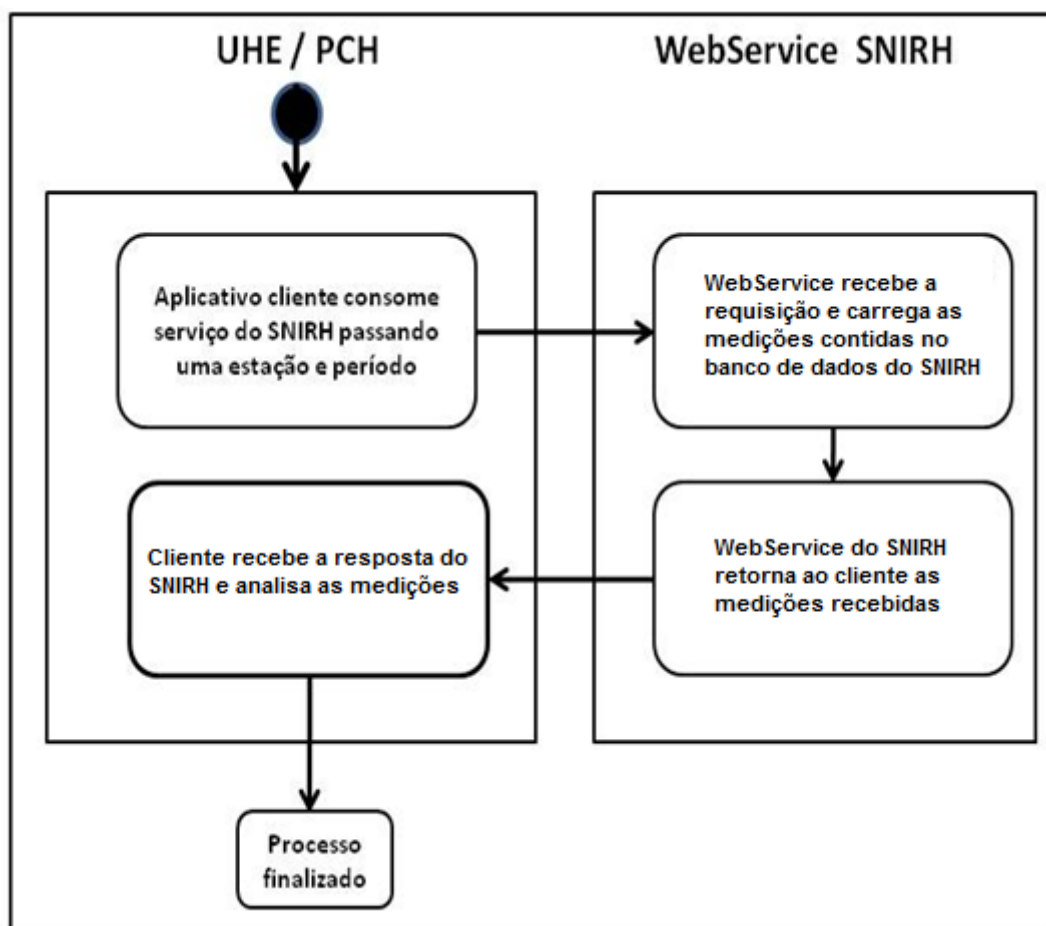 UHE / PCH
WebService SNIRH
Aplicativo cliente consome
serviço do SNIRH passando
uma estação e período
WebService recebe a
requisição e carrega as
medições contidas no
banco de dados do SNIRH
WebService do SNIRH
retorna ao cliente as
medições recebidas
Cliente recebe a resposta do
SNIRH e analisa as medições
Processo
finalizado